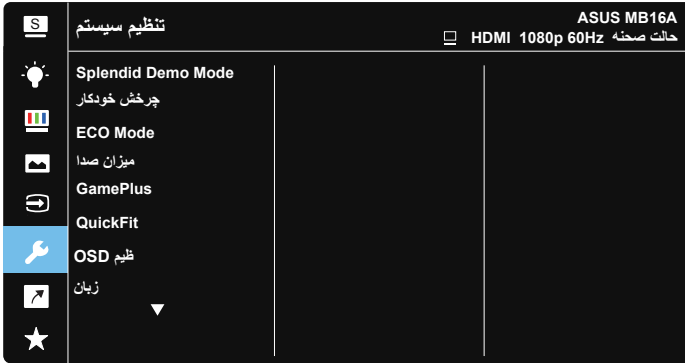 S
تنظیم سیستم
ASUS MB16A
حالت صحنه HDMI 1080p 60Hz
Splendid Demo Mode
چرخش خودکار
ECO Mode
میزان صدا
GamePlus
QuickFit
ظیم OSD
زبان